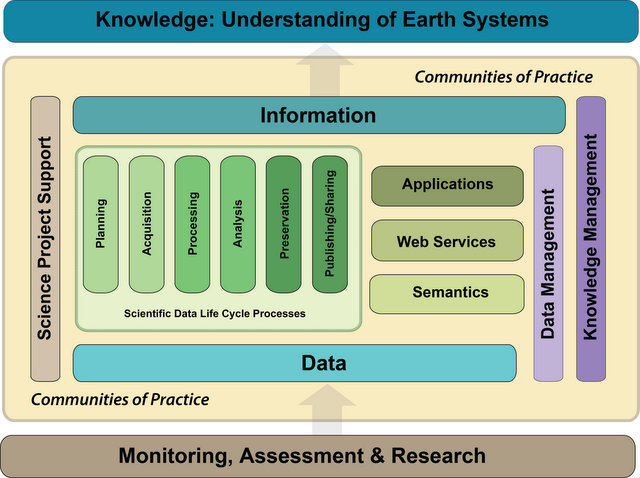 Knowledge: Understanding of Earth Systems
Communities of Practice
Information
Science Project Support
Planning
Acquisition
Processing
Analysis
Preservation
Publishing/Sharing
Scientific Data Life Cycle Processes
Applications
Web Services
Semantics
Data Management
Knowledge Management
Data
Communities of Practice
Monitoring, Assessment & Research